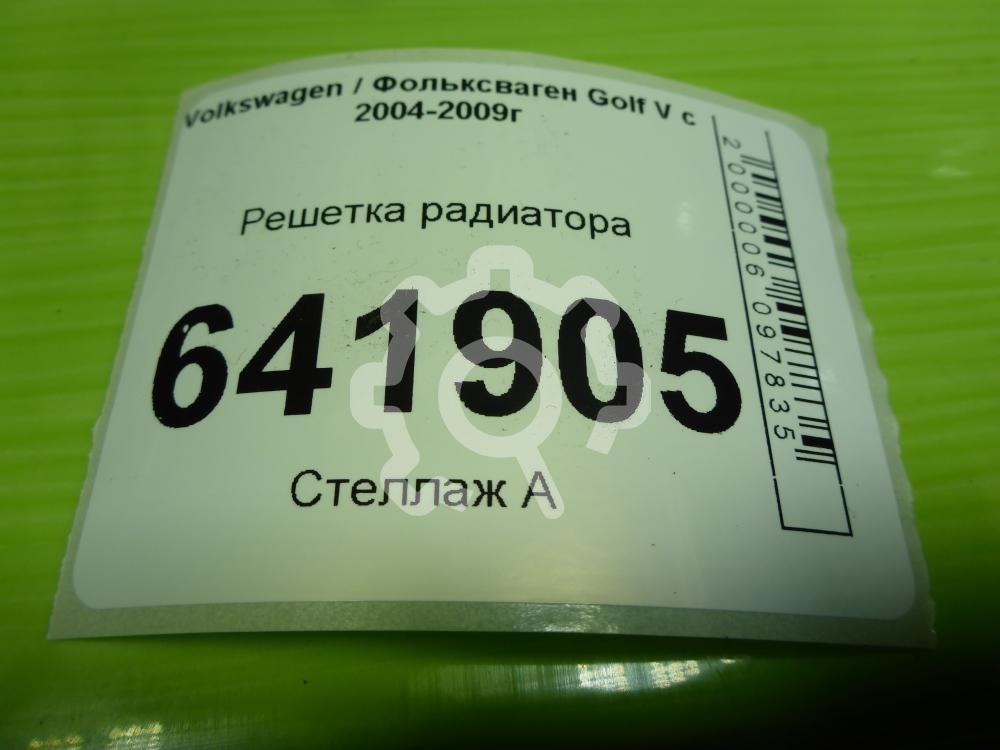 Volkswagen / Фольксваген Golf V с
2004-2009г
Решетка радиатора
641905
Стеллаж А
2000006097835